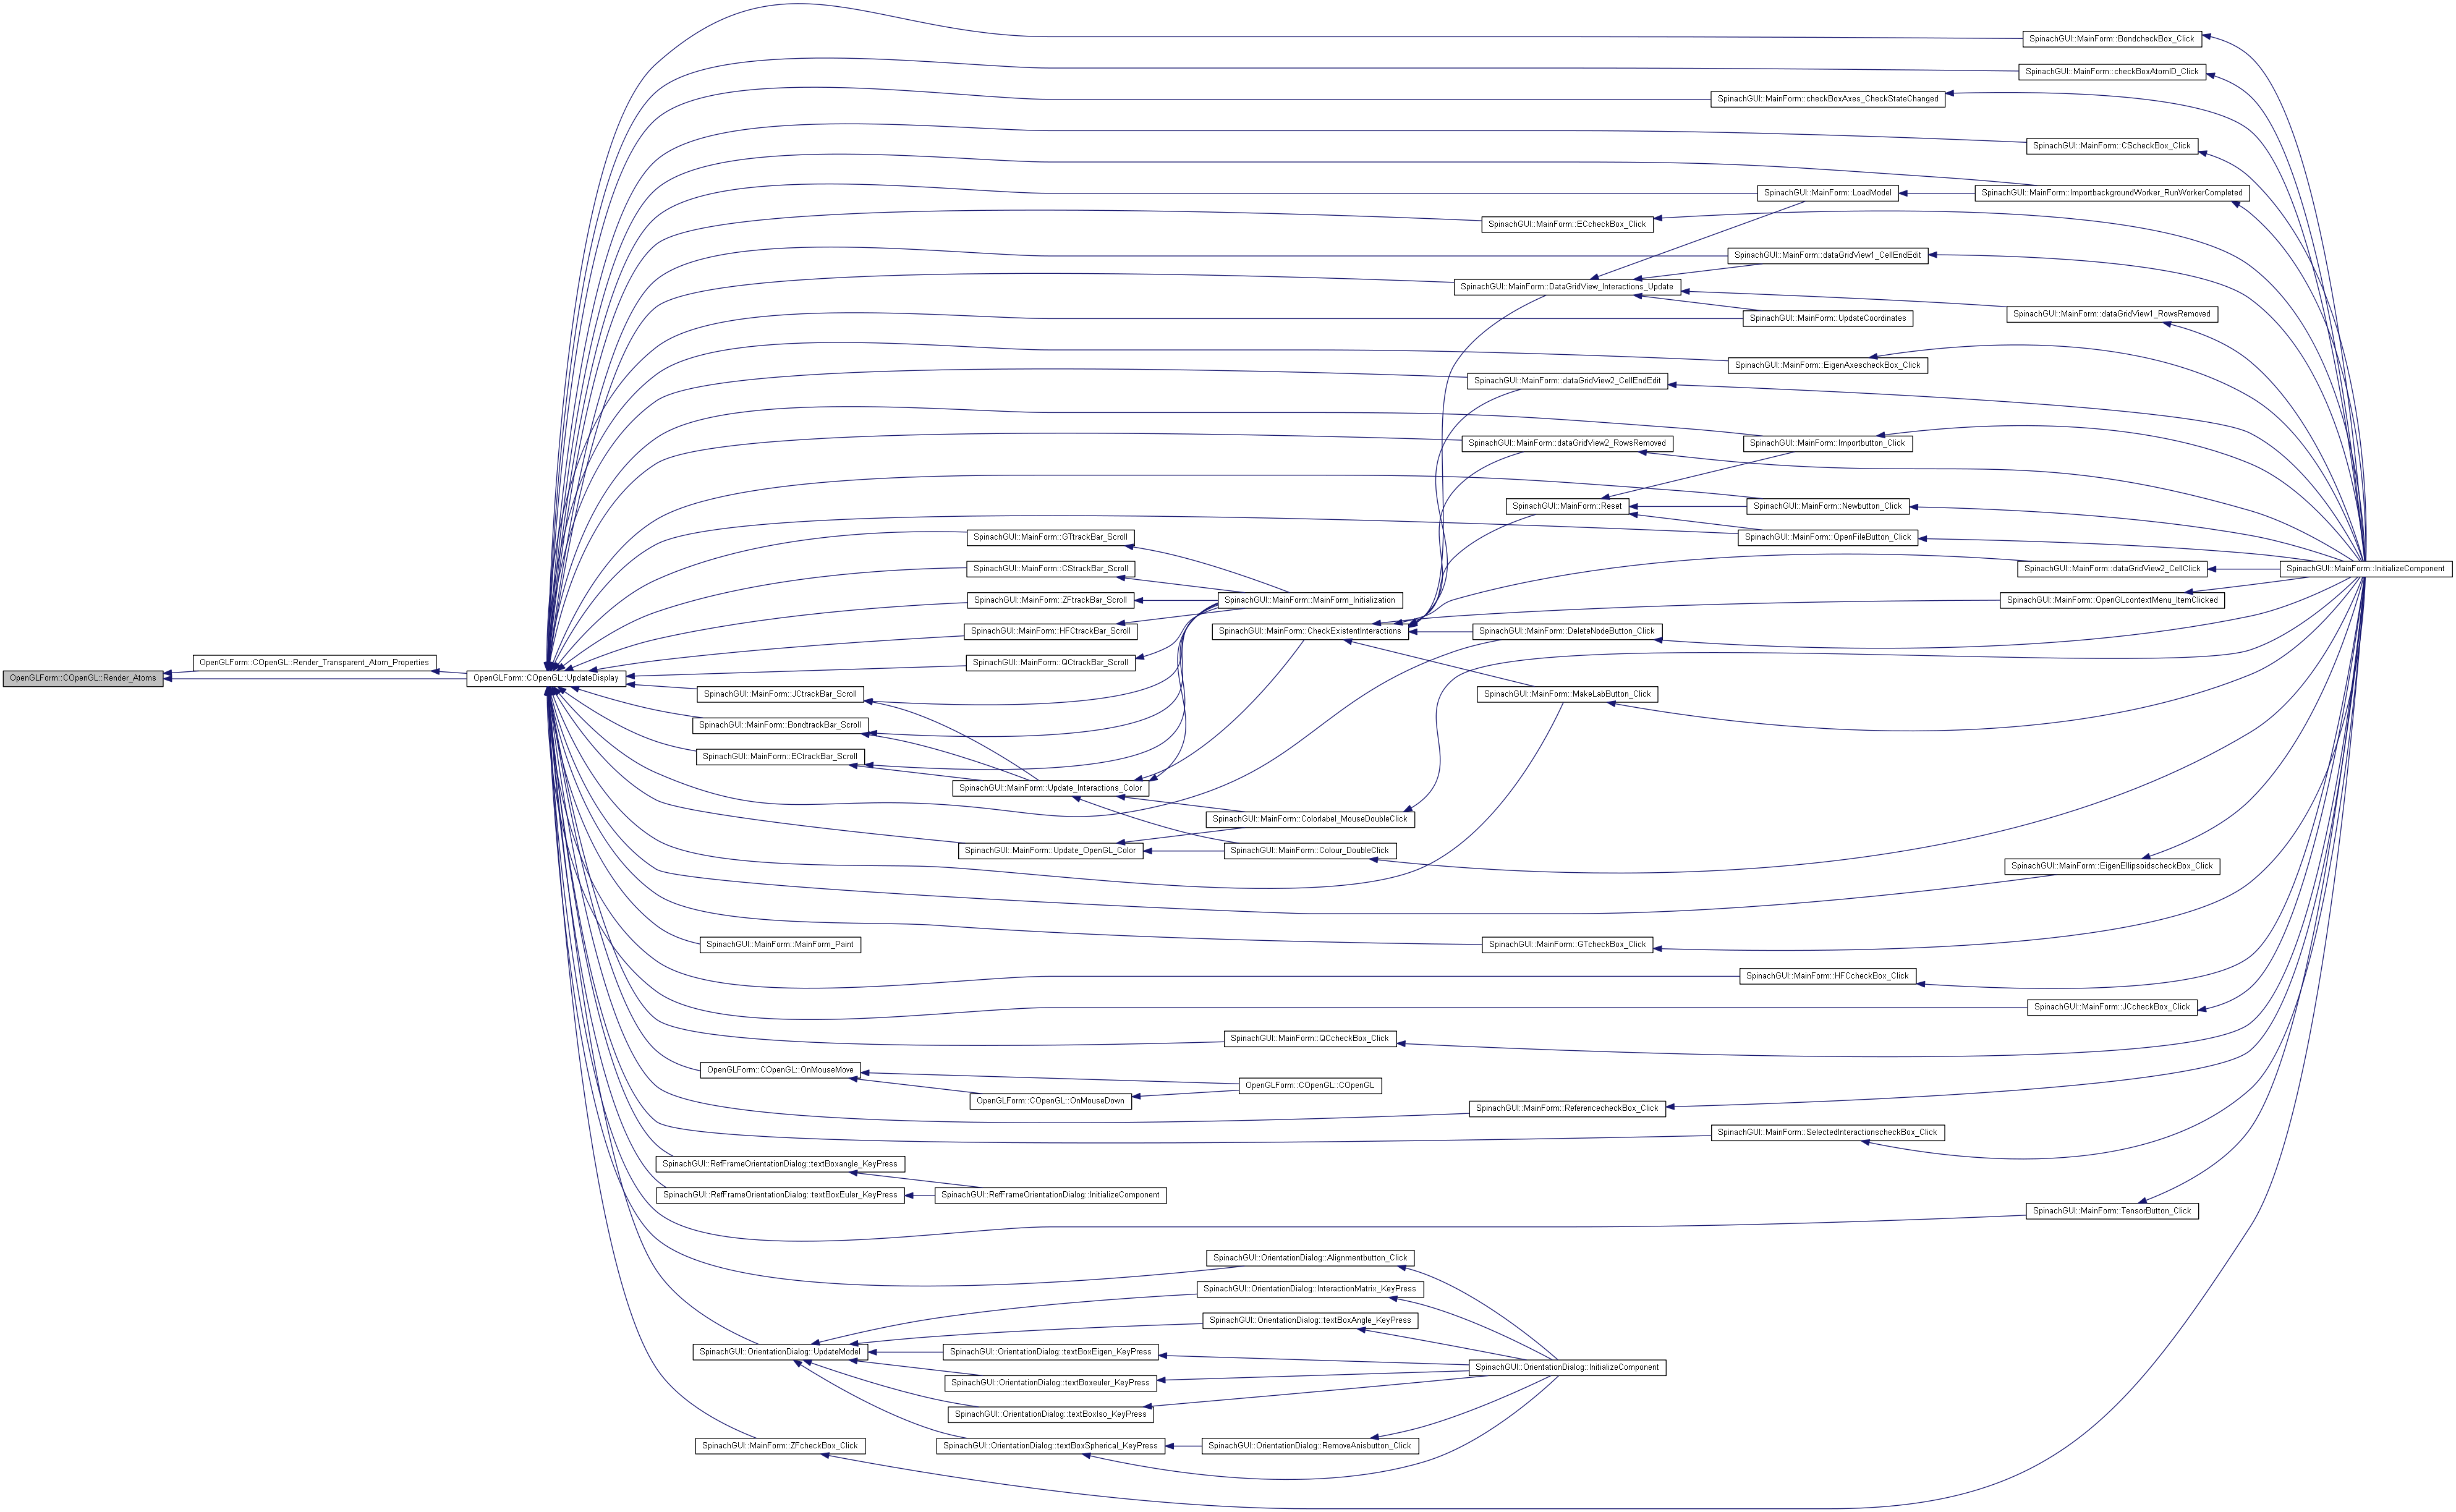 SpinachGUI::MainForm::BondcheckBox_Click
SpinachGUI::MainForm::checkBoxAtomID_Click
SpinachGUI::MainForm::checkBoxAxes_CheckStateChanged
SpinachGUI::MainForm::CScheckBox_Click
SpinachGUI::MainForm::LoadModel
SpinachGUI::MainForm::ImportbackgroundWorker_RunWorkerCompleted
SpinachGUI::MainForm::ECcheckBox_Click
SpinachGUI::MainForm::dataGridView1_CellEndEdit
SpinachGUI::MainForm::DataGridView_Interactions_Update
SpinachGUI::MainForm::UpdateCoordinates
SpinachGUI::MainForm::dataGridView1_RowsRemoved
SpinachGUI::MainForm::EigenAxescheckBox_Click
SpinachGUI::MainForm::dataGridView2_CellEndEdit
SpinachGUI::MainForm::dataGridView2_RowsRemoved
SpinachGUI::MainForm::Importbutton_Click
SpinachGUI::MainForm::Reset
SpinachGUI::MainForm::Newbutton_Click
SpinachGUI::MainForm::GTtrackBar_Scroll
SpinachGUI::MainForm::OpenFileButton_Click
SpinachGUI::MainForm::CStrackBar_Scroll
SpinachGUI::MainForm::dataGridView2_CellClick
SpinachGUI::MainForm::InitializeComponent
SpinachGUI::MainForm::ZFtrackBar_Scroll
SpinachGUI::MainForm::MainForm_Initialization
SpinachGUI::MainForm::OpenGLcontextMenu_ItemClicked
SpinachGUI::MainForm::HFCtrackBar_Scroll
SpinachGUI::MainForm::CheckExistentInteractions
SpinachGUI::MainForm::DeleteNodeButton_Click
OpenGLForm::COpenGL::Render_Transparent_Atom_Properties
SpinachGUI::MainForm::QCtrackBar_Scroll
OpenGLForm::COpenGL::Render_Atoms
OpenGLForm::COpenGL::UpdateDisplay
SpinachGUI::MainForm::JCtrackBar_Scroll
SpinachGUI::MainForm::MakeLabButton_Click
SpinachGUI::MainForm::BondtrackBar_Scroll
SpinachGUI::MainForm::ECtrackBar_Scroll
SpinachGUI::MainForm::Update_Interactions_Color
SpinachGUI::MainForm::Colorlabel_MouseDoubleClick
SpinachGUI::MainForm::Update_OpenGL_Color
SpinachGUI::MainForm::Colour_DoubleClick
SpinachGUI::MainForm::EigenEllipsoidscheckBox_Click
SpinachGUI::MainForm::MainForm_Paint
SpinachGUI::MainForm::GTcheckBox_Click
SpinachGUI::MainForm::HFCcheckBox_Click
SpinachGUI::MainForm::JCcheckBox_Click
SpinachGUI::MainForm::QCcheckBox_Click
OpenGLForm::COpenGL::OnMouseMove
OpenGLForm::COpenGL::COpenGL
OpenGLForm::COpenGL::OnMouseDown
SpinachGUI::MainForm::ReferencecheckBox_Click
SpinachGUI::MainForm::SelectedInteractionscheckBox_Click
SpinachGUI::RefFrameOrientationDialog::textBoxangle_KeyPress
SpinachGUI::RefFrameOrientationDialog::textBoxEuler_KeyPress
SpinachGUI::RefFrameOrientationDialog::InitializeComponent
SpinachGUI::MainForm::TensorButton_Click
SpinachGUI::OrientationDialog::Alignmentbutton_Click
SpinachGUI::OrientationDialog::InteractionMatrix_KeyPress
SpinachGUI::OrientationDialog::textBoxAngle_KeyPress
SpinachGUI::OrientationDialog::UpdateModel
SpinachGUI::OrientationDialog::textBoxEigen_KeyPress
SpinachGUI::OrientationDialog::InitializeComponent
SpinachGUI::OrientationDialog::textBoxeuler_KeyPress
SpinachGUI::OrientationDialog::textBoxIso_KeyPress
SpinachGUI::MainForm::ZFcheckBox_Click
SpinachGUI::OrientationDialog::textBoxSpherical_KeyPress
SpinachGUI::OrientationDialog::RemoveAnisbutton_Click